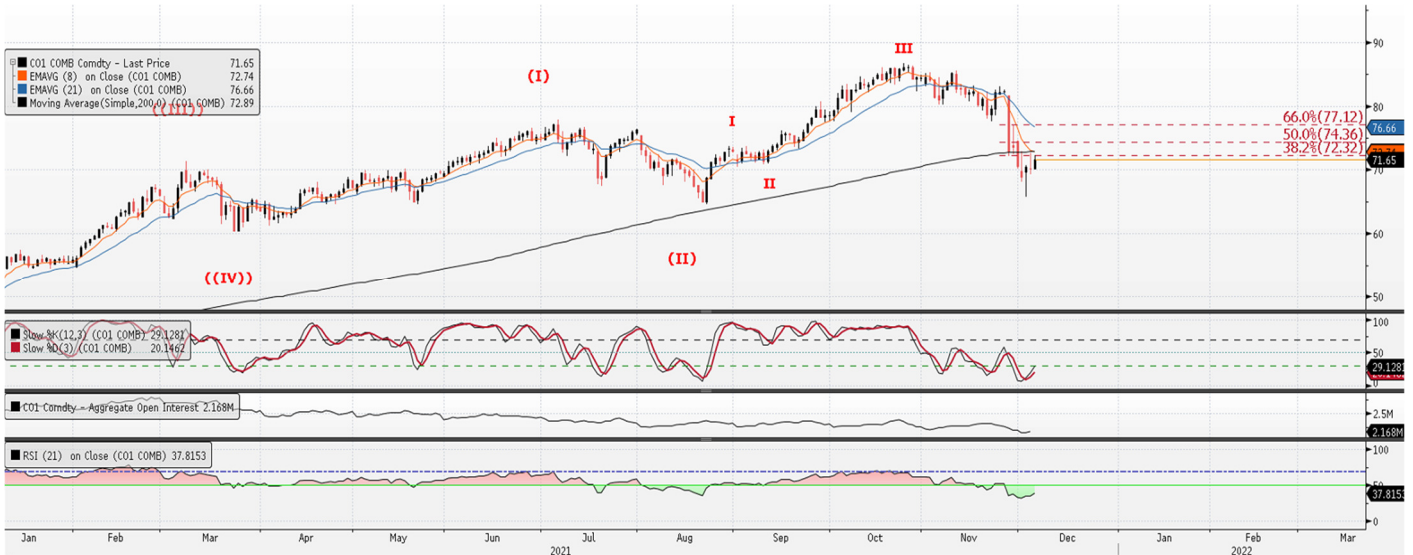 CO1 COMB Comdty - Last Price 71.65
EMAVG (8) on Close (CO1 COMB) 72.74
EMAVG (21) on Close (CO1 COMB) 76.66
Moving Average(Simple,200,0) (CO1 COMB) 72.89
((III))
(I)
III
I
II
((IV))
(II)
66.0%(77.12)
50.0%(74.36)
38.2%(72.32)
90
80
76.66
71.65
70
60
50
Slow %K(12,3) (CO1 COMB) 29.1281
Slow %D(3) (CO1 COMB) 20.1462
100
50
29.1281
0
CO1 Comdty - Aggregate Open Interest 2.168M
2.5M
2.168M
RSI (21) on Close (CO1 COMB) 37.8153
100
50
37.8153
0
Jan Feb Mar Apr May Jun Jul Aug Sep Oct Nov Dec Jan Feb Mar
2021 2022